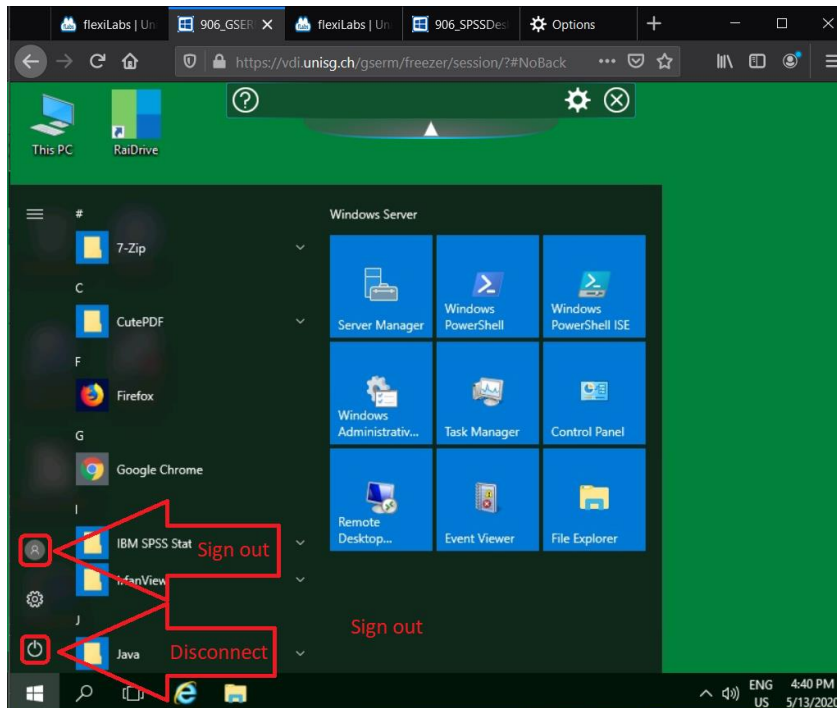 flexiLabs | Un
906_GSER
flexiLabs | Un
906_SPSSDes
Options
https://vdi.unisg.ch/gserm/freezer/session/?#NoBack
This PC
RaiDrive
#
Windows Server
7-Zip
C
CutePDF
Server Manager
Windows
PowerShell
Windows
PowerShell ISE
F
Firefox
G
Windows
Administrativ...
Task Manager
Control Panel
Google Chrome
I
IBM SPSS Stat
Sign out
Remote
Desktop...
Event Viewer
File Explorer
IrfanView
J
Sign out
Java
Disconnect
ENG
US
4:40 PM
5/13/2020